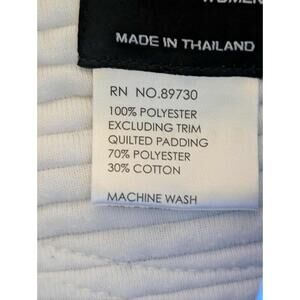 MADE IN THAILAND
RN NO.89730
100% POLYESTER
EXCLUDING TRIM
QUILTED PADDING
70% POLYESTER
30% COTTON
MACHINE WASH